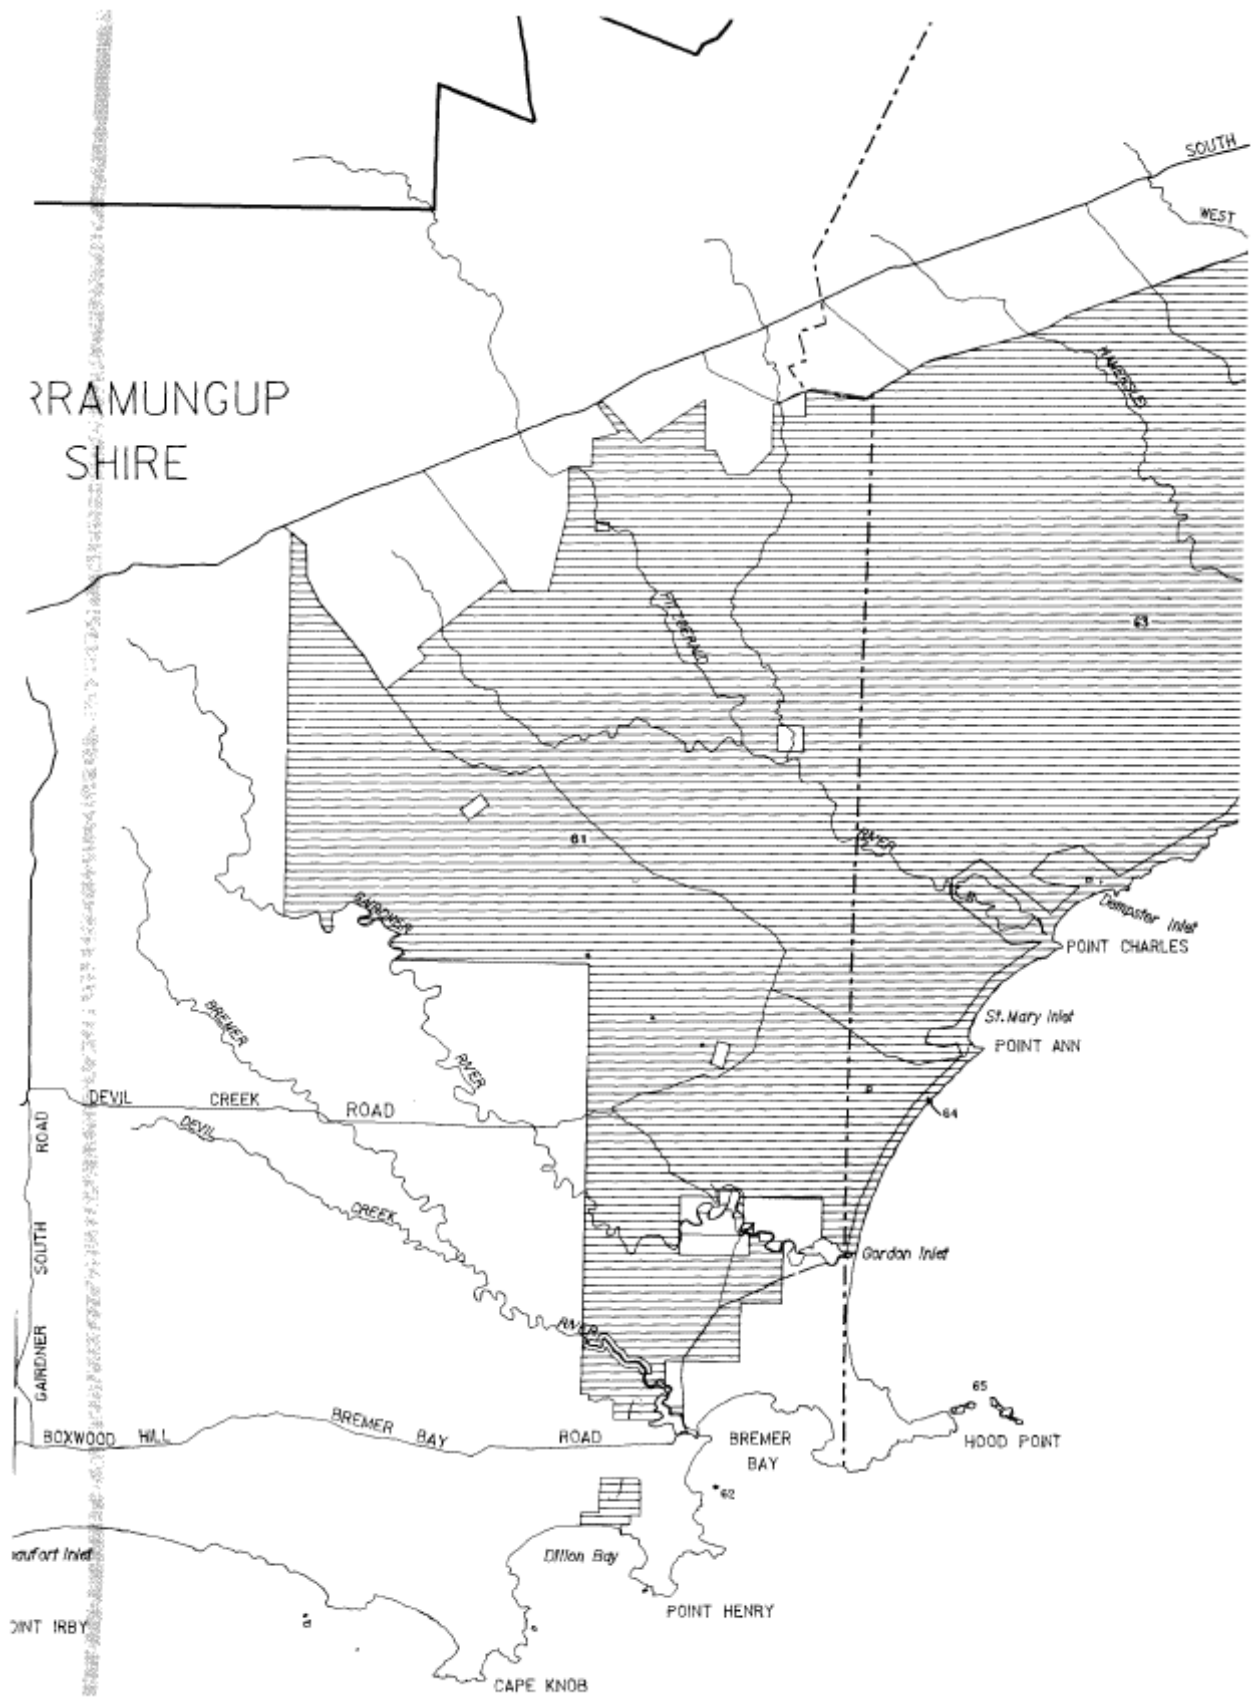 SOUTH
WEST
HAMERSLEY
RRAMUNGUP
SHIRE
FITZGERALD
63
61
RIVER
Dempster Inlet
POINT CHARLES
GAIRDNER
BREMER
St. Mary Inlet
POINT ANN
RIVER
DEVIL CREEK ROAD
64
DEVIL
CREEK
ROAD
SOUTH
GAIRDNER
Gordon Inlet
RIVER
65
HOOD POINT
BOXWOOD HILL
BREMER BAY ROAD
BREMER
BAY
62
Dillon Bay
aufort Inlet
POINT HENRY
OINT IRBY
CAPE KNOB